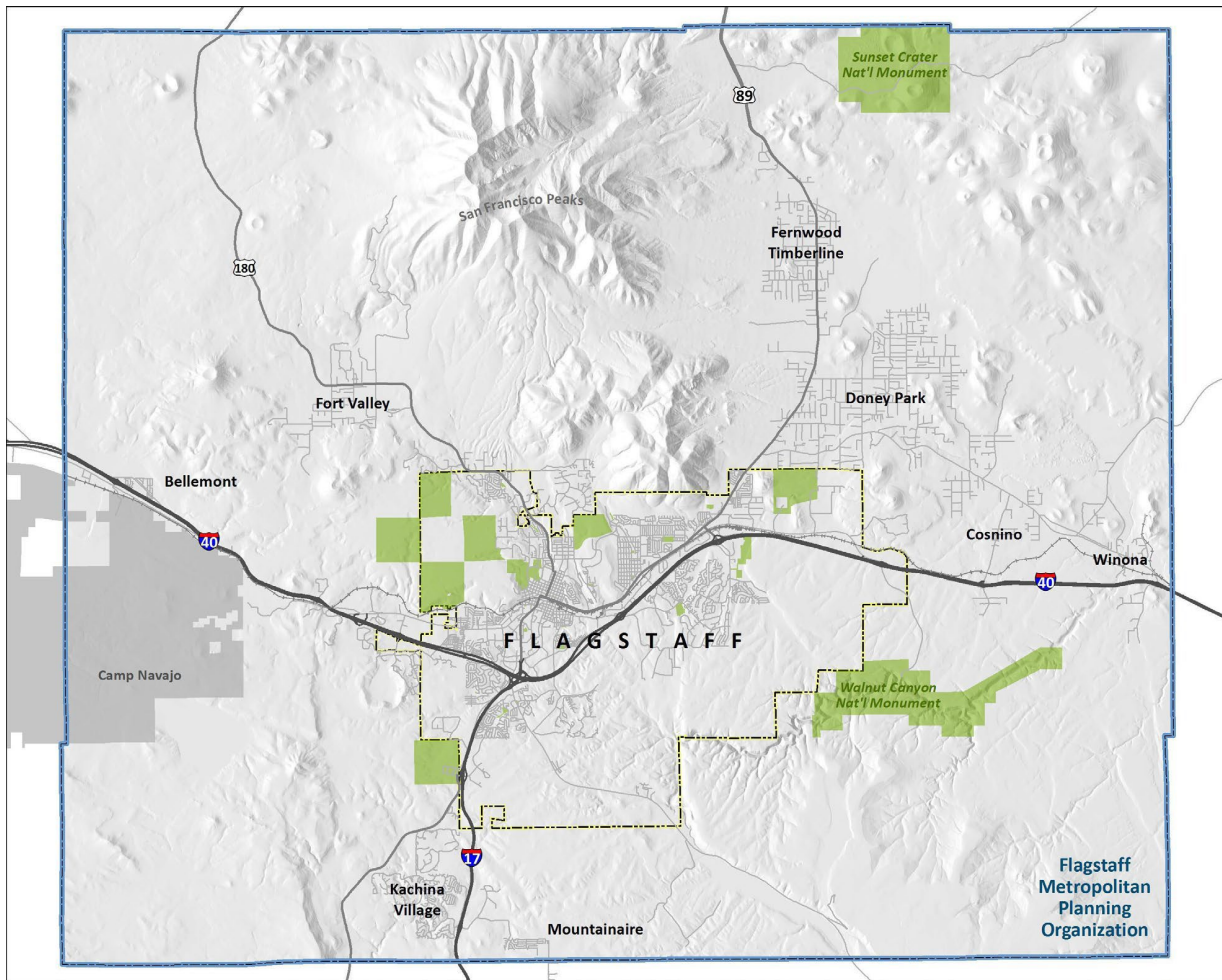 Sunset Crater
Nat'l Monument
89
San Francisco Peaks
Fernwood
Timberline
180
Fort Valley
Doney Park
Bellemont
40
Cosnino
Winona
40
FLAGSTAFF
Camp Navajo
Walnut Canyon
Nat'l Monument
17
Kachina
Village
Mountainaire
Flagstaff
Metropolitan
Planning
Organization